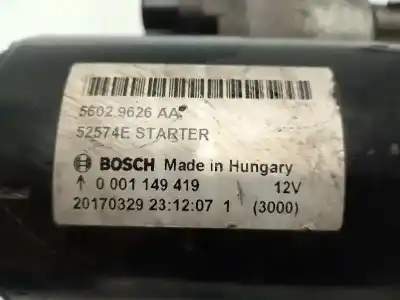 5602 9626 AA
52574E STARTER
BOSCH Made in Hungary
↑ 0 001 149 419 12V
20170329 23:12:07 1 (3000)